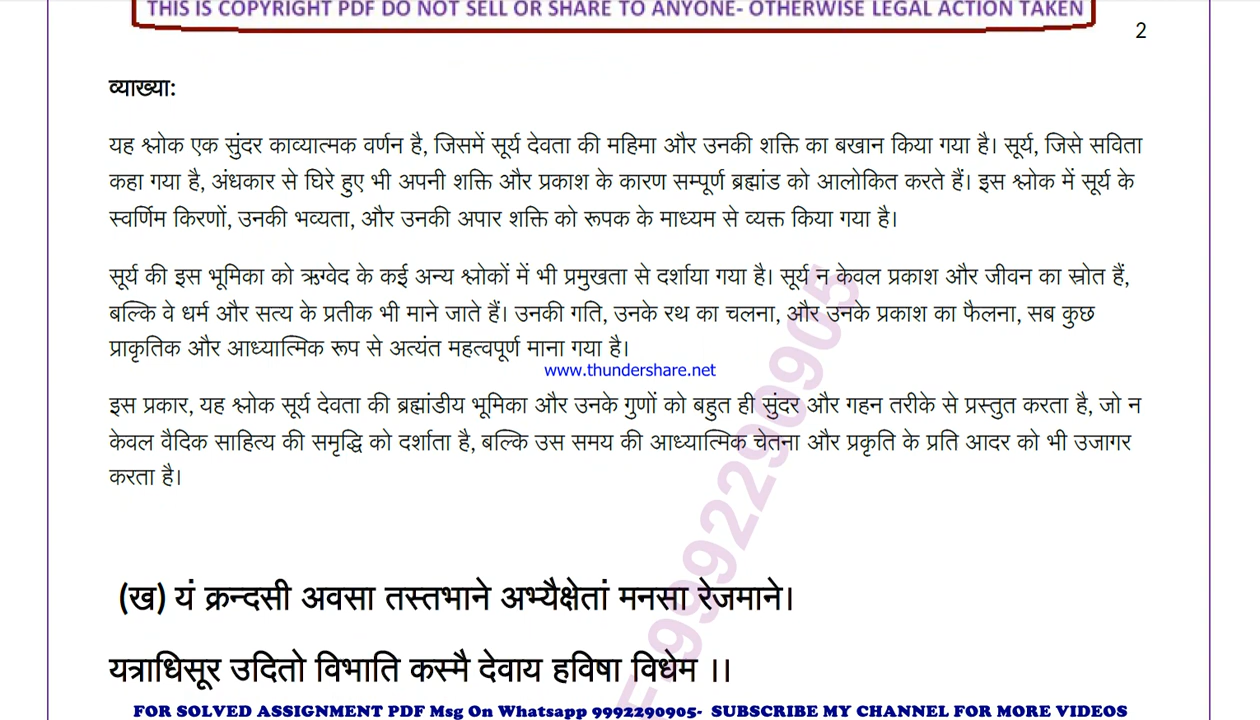 THIS IS COPYRIGHT PDF DO NOT SELL OR SHARE TO ANYONE- OTHERWISE LEGAL ACTION TAKEN
2
व्याख्या:
यह श्लोक एक सुंदर काव्यात्मक वर्णन है, जिसमें सूर्य देवता की महिमा और उनकी शक्ति का बखान किया गया है। सूर्य, जिसे सविता
कहा गया है, अंधकार से घिरे हुए भी अपनी शक्ति और प्रकाश के कारण सम्पूर्ण ब्रह्मांड को आलोकित करते हैं। इस श्लोक में सूर्य के
स्वर्णिम किरणों, उनकी भव्यता, और उनकी अपार शक्ति को रूपक के माध्यम से व्यक्त किया गया है।
सूर्य की इस भूमिका को ऋग्वेद के कई अन्य श्लोकों में भी प्रमुखता से दर्शाया गया है। सूर्य न केवल प्रकाश और जीवन का स्रोत हैं,
बल्कि वे धर्म और सत्य के प्रतीक भी माने जाते हैं। उनकी गति, उनके रथ का चलना, और उनके प्रकाश का फैलना, सब कुछ
प्राकृतिक और आध्यात्मिक रूप से अत्यंत महत्वपूर्ण माना गया है।
www.thundershare.net
इस प्रकार, यह श्लोक सूर्य देवता की ब्रह्मांडीय भूमिका और उनके गुणों को बहुत ही सुंदर और गहन तरीके से प्रस्तुत करता है, जो न
केवल वैदिक साहित्य की समृद्धि को दर्शाता है, बल्कि उस समय की आध्यात्मिक चेतना और प्रकृति के प्रति आदर को भी उजागर
करता है।
(ख) यं क्रन्दसी अवसा तस्तभाने अभ्यैक्षेतां मनसा रेजमाने।
यत्राधिसूर उदितो विभाति कस्मै देवाय हविषा विधेम ।।
E-9992290905
FOR SOLVED ASSIGNMENT PDF Msg On Whatsapp 9992290905- SUBSCRIBE MY CHANNEL FOR MORE VIDEOS